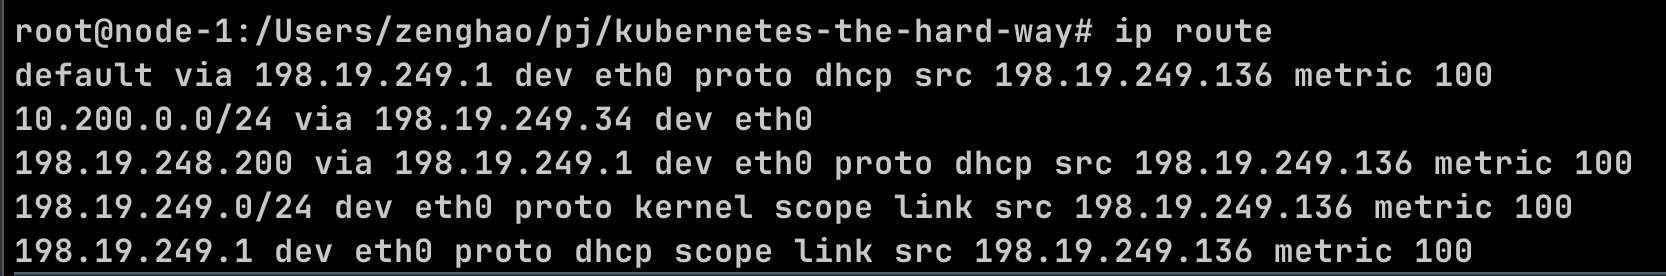 root@node-1:/Users/zenghao/pj/kubernetes-the-hard-way# ip route
default via 198.19.249.1 dev eth0 proto dhcp src 198.19.249.136 metric 100
10.200.0.0/24 via 198.19.249.34 dev eth0
198.19.248.200 via 198.19.249.1 dev eth0 proto dhcp src 198.19.249.136 metric 100
198.19.249.0/24 dev eth0 proto kernel scope link src 198.19.249.136 metric 100
198.19.249.1 dev eth0 proto dhcp scope link src 198.19.249.136 metric 100